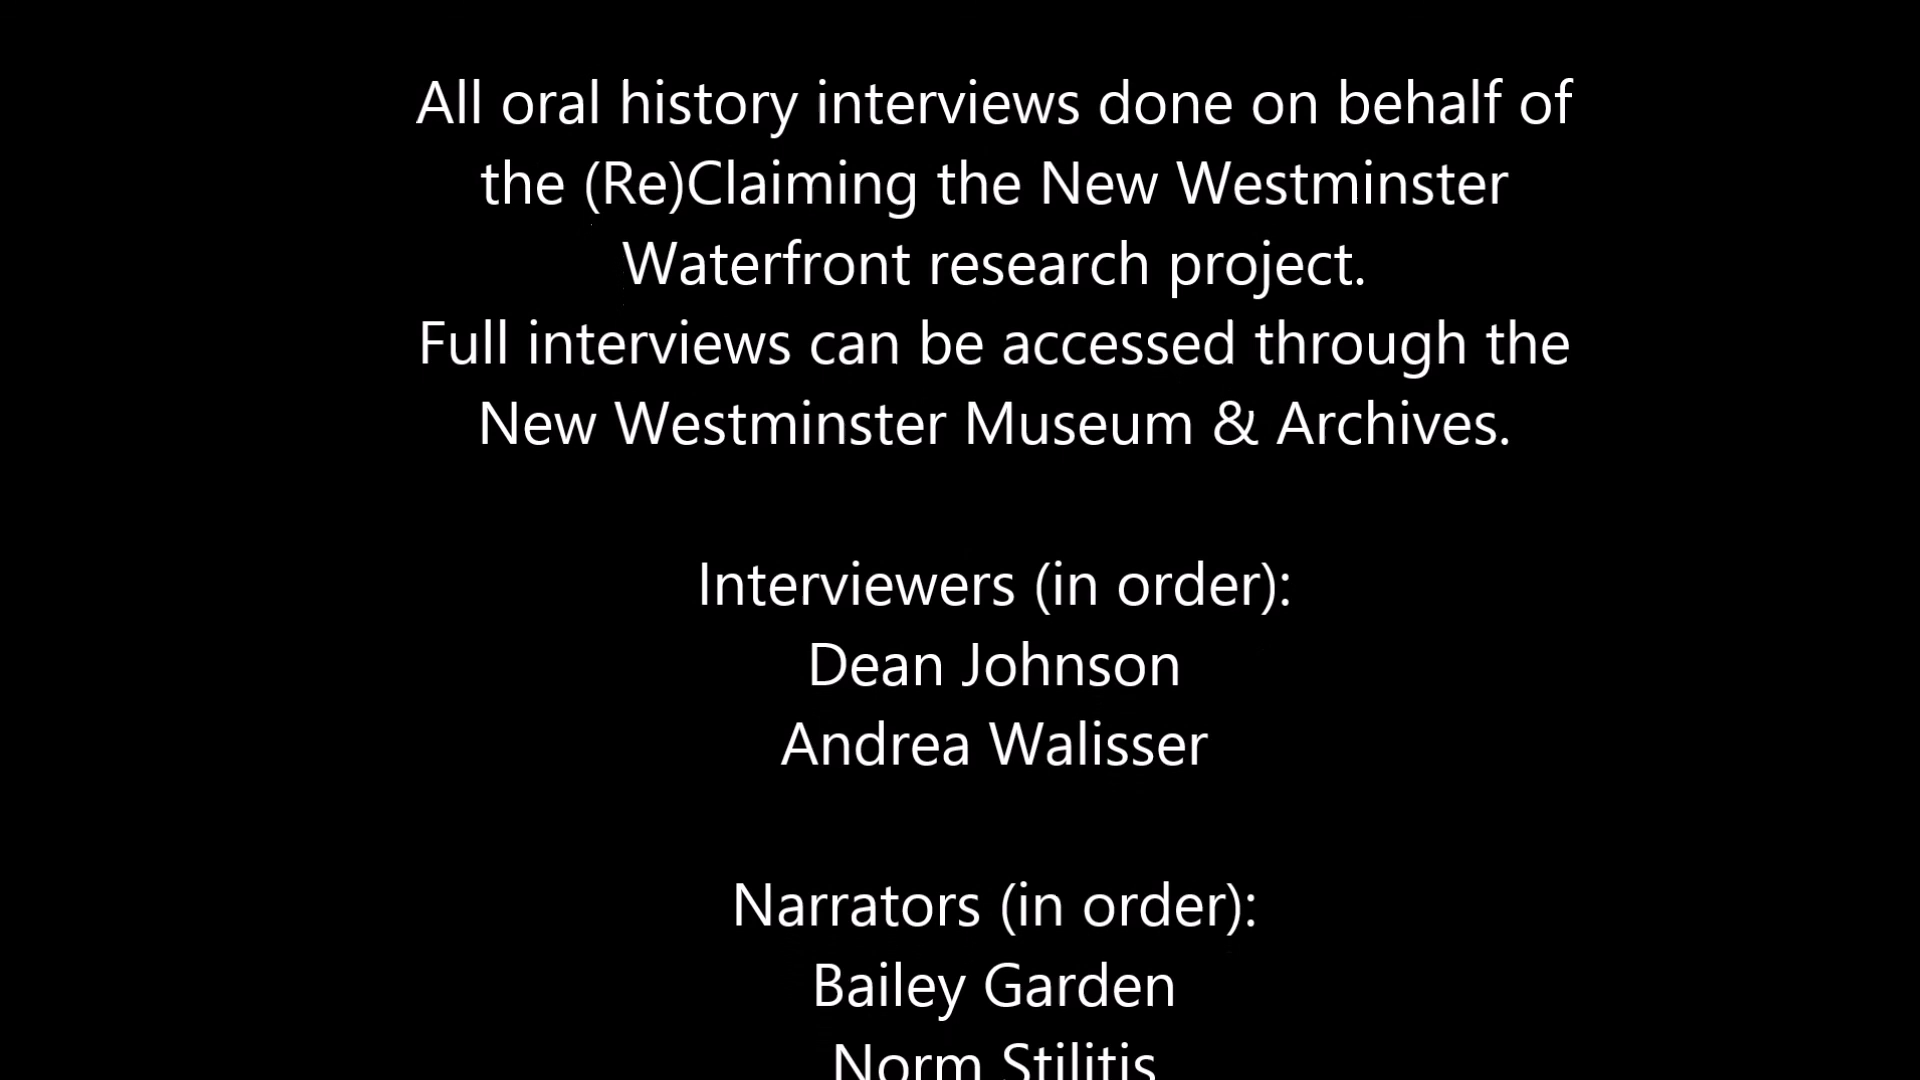 All oral history interviews done on behalf of
the (Re)Claiming the New Westminster
Waterfront research project.
Full interviews can be accessed through the
New Westminster Museum & Archives.
Interviewers (in order):
Dean Johnson
Andrea Walisser
Narrators (in order):
Bailey Garden
Norm Stilitis